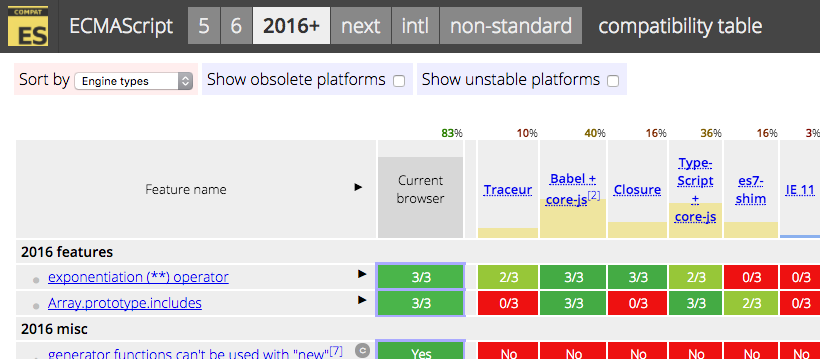 COMPAT
ES
ECMAScript 5 6 2016+ next intl non-standard compatibility table
Sort by Engine types Show obsolete platforms Show unstable platforms
83% 10% 40% 16% 36% 16% 3%
Feature name ▶ Current browser Traceur Babel + core-js[2] Closure Type-Script + core-js es7-shim IE 11
2016 features
exponentiation (**) operator ▶ 3/3 2/3 3/3 3/3 2/3 0/3 0/3
Array.prototype.includes ▶ 3/3 0/3 3/3 0/3 3/3 2/3 0/3
2016 misc
generator functions can't be used with "new"[7] c Yes No No No No No No